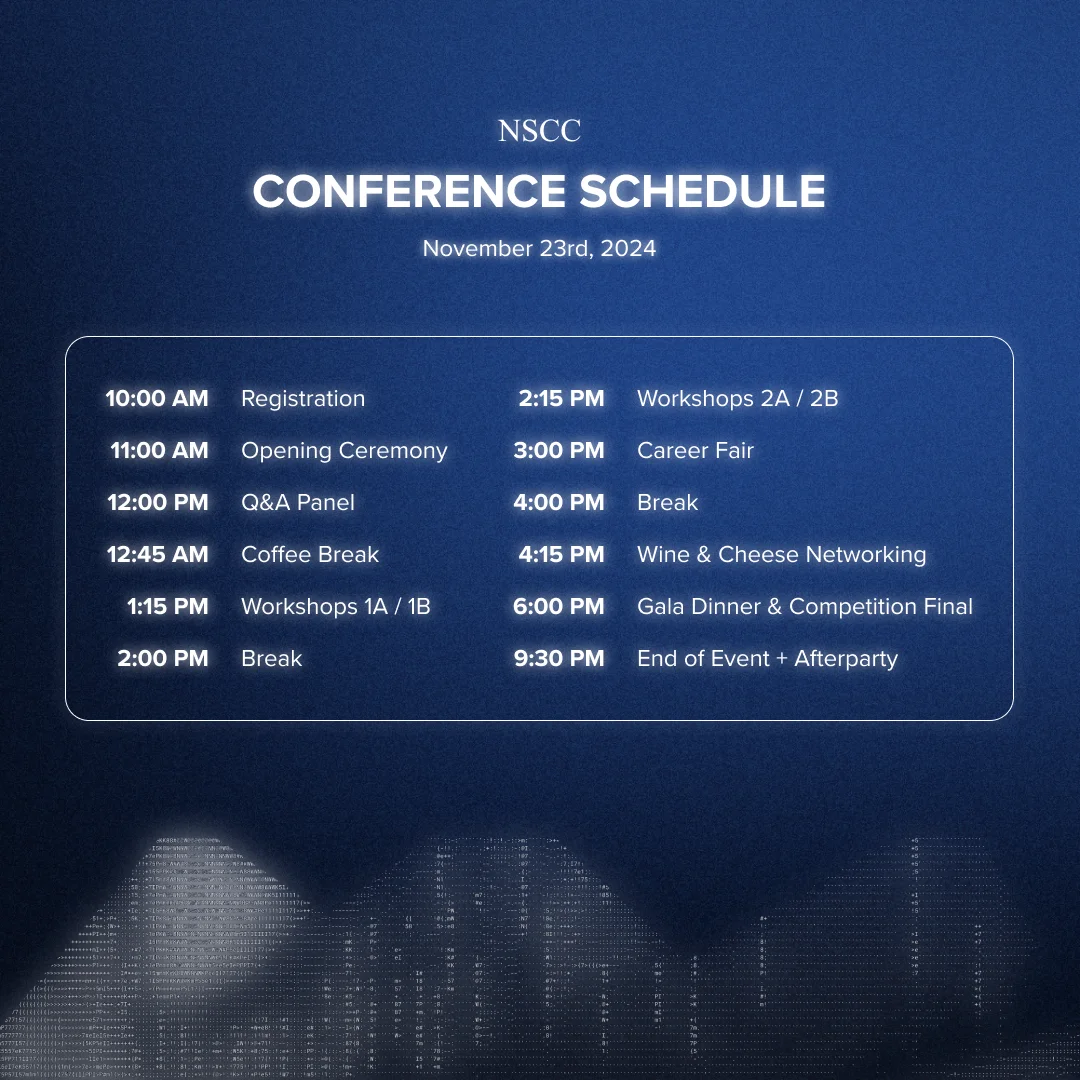 NSCC
CONFERENCE SCHEDULE
November 23rd, 2024
10:00 AM Registration
11:00 AM Opening Ceremony
12:00 PM Q&A Panel
12:45 AM Coffee Break
1:15 PM Workshops 1A / 1B
2:00 PM Break
2:15 PM Workshops 2A / 2B
3:00 PM Career Fair
4:00 PM Break
4:15 PM Wine & Cheese Networking
6:00 PM Gala Dinner & Competition Final
9:30 PM End of Event + Afterparty